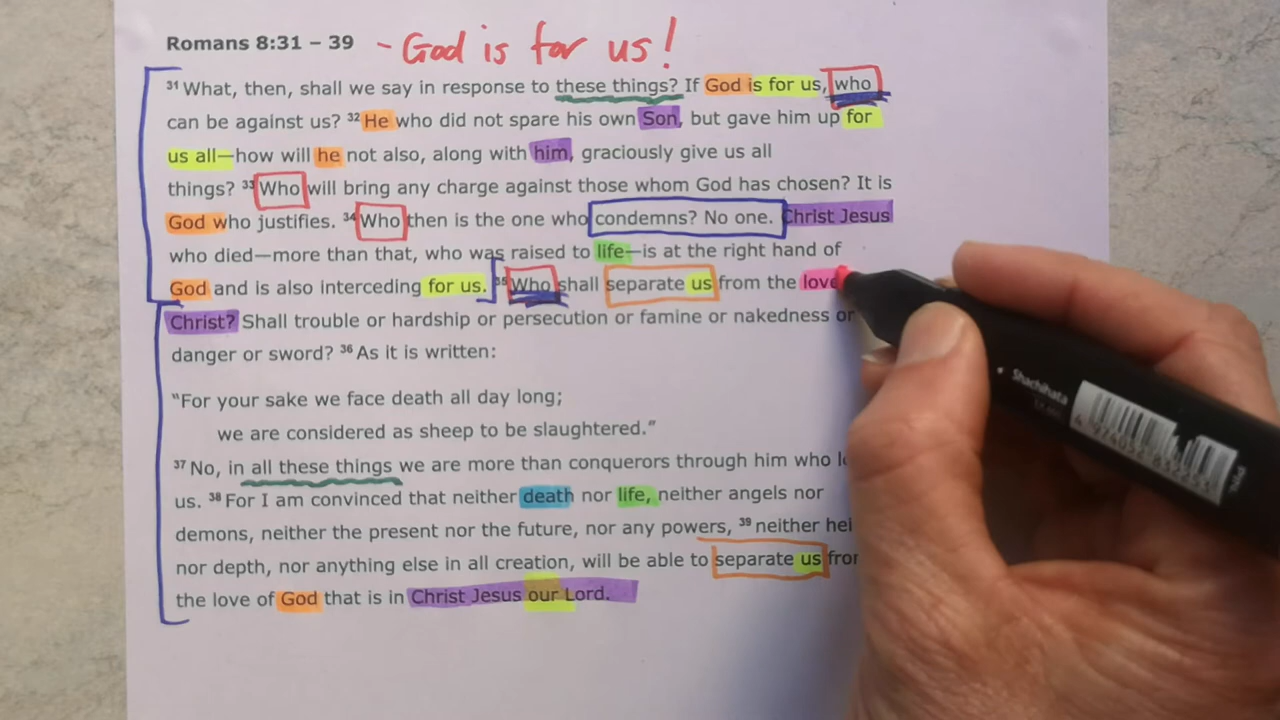 Romans 8:31 – 39 - God is for us!
³¹ What, then, shall we say in response to these things? If God is for us, who
can be against us? ³² He who did not spare his own Son, but gave him up for
us all—how will he not also, along with him, graciously give us all
things? ³³ Who will bring any charge against those whom God has chosen? It is
God who justifies. ³⁴ Who then is the one who condemns? No one. Christ Jesus
who died—more than that, who was raised to life—is at the right hand of
God and is also interceding for us. ³⁵ Who shall separate us from the love
Christ? Shall trouble or hardship or persecution or famine or nakedness or
danger or sword? ³⁶ As it is written:
“For your sake we face death all day long;
we are considered as sheep to be slaughtered.”
³⁷ No, in all these things we are more than conquerors through him who
us. ³⁸ For I am convinced that neither death nor life, neither angels nor
demons, neither the present nor the future, nor any powers, ³⁹ neither
nor depth, nor anything else in all creation, will be able to separate us
the love of God that is in Christ Jesus our Lord.
Shachihata